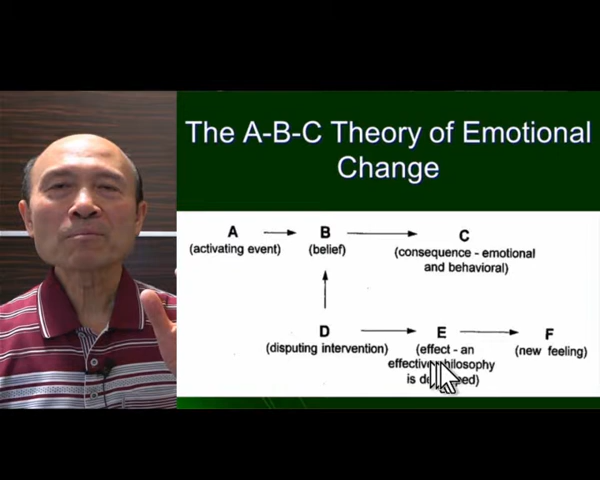 The A-B-C Theory of Emotional
Change
A B C
(activating event) (belief) (consequence - emotional
and behavioral)
D E F
(disputing intervention) (effect - an (new feeling)
effective
is